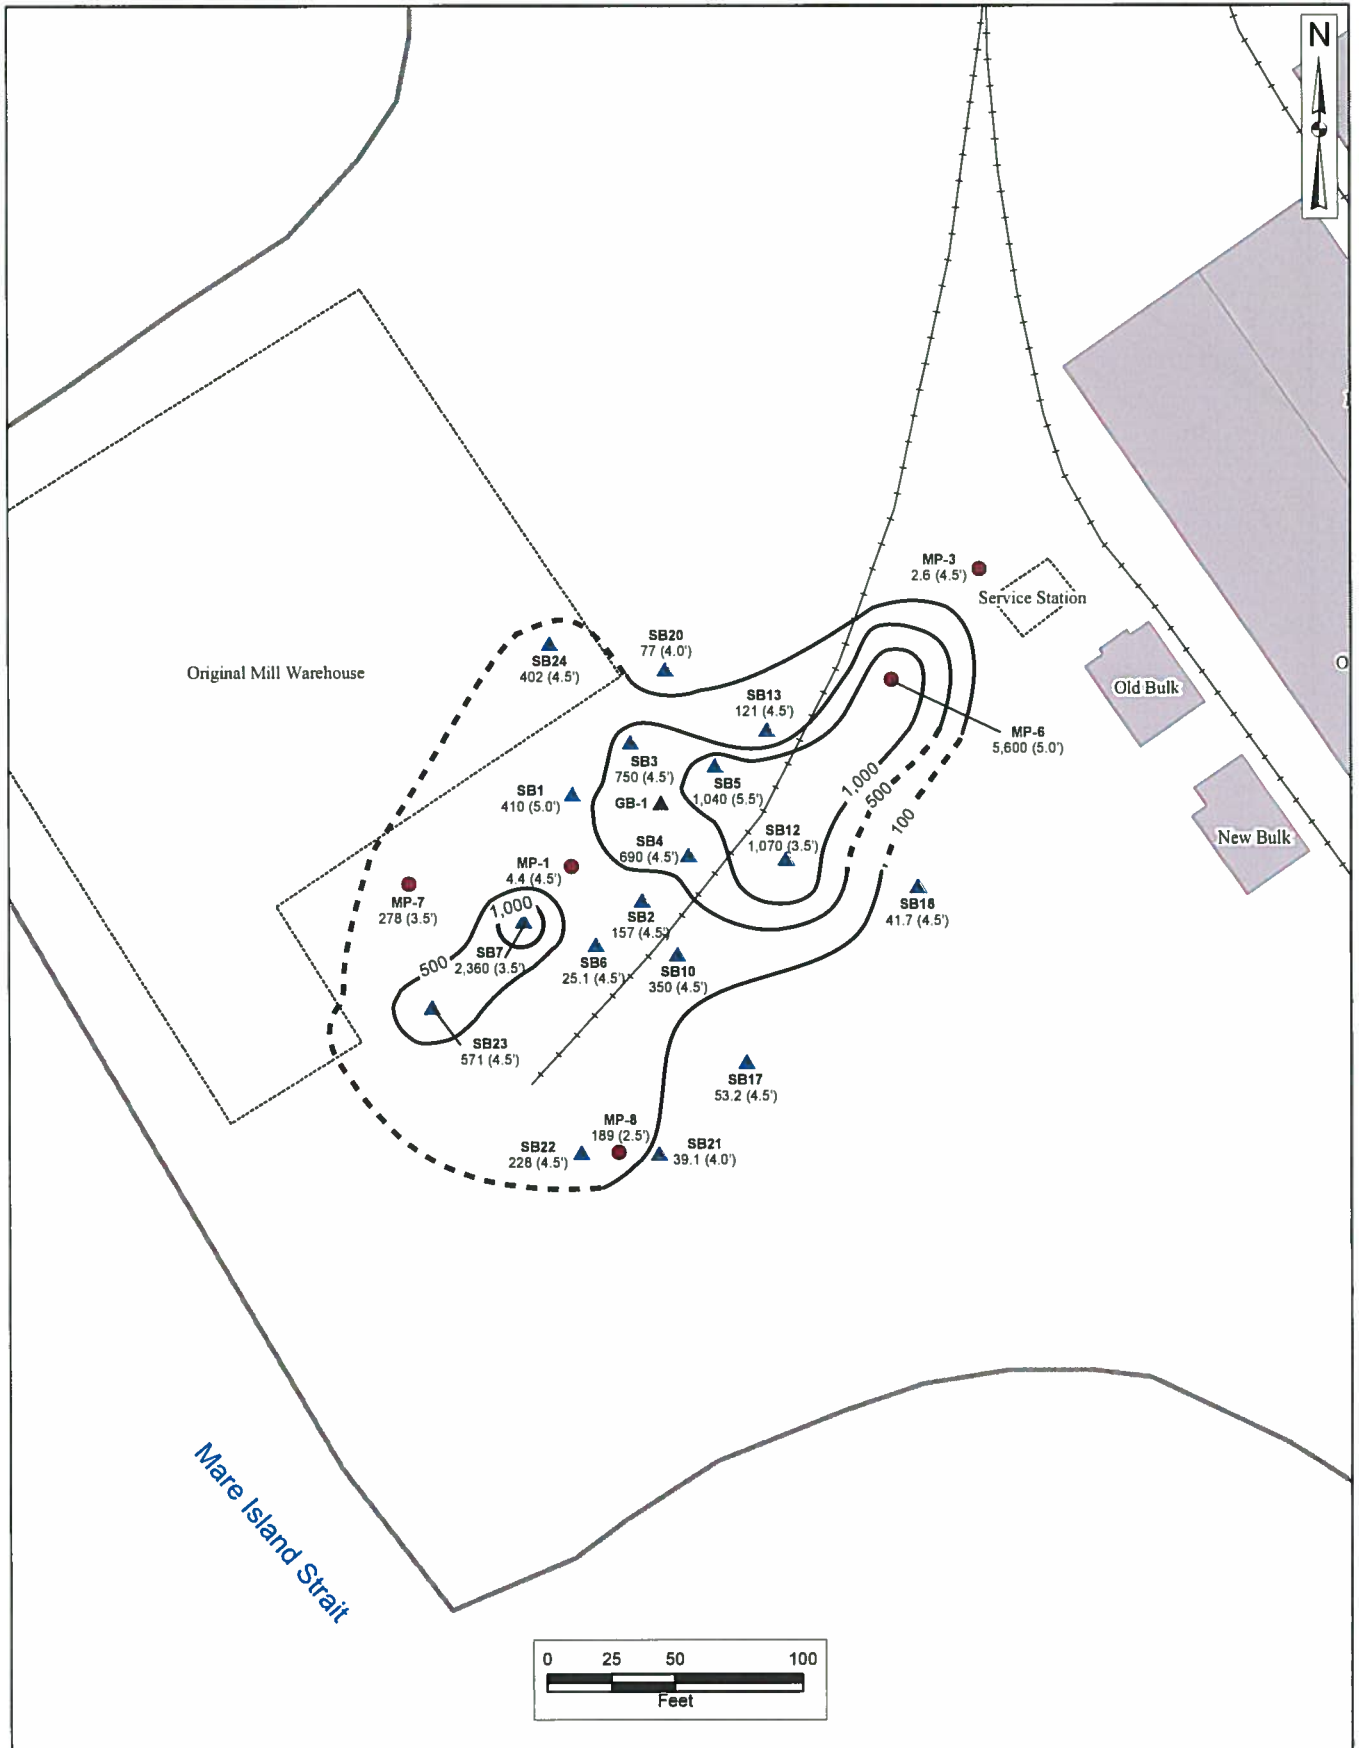 N
MP-3
2.6 (4.5')
Service Station
SB20
77 (4.0')
SB24
402 (4.5')
Original Mill Warehouse
Old Bulk
O
SB13
121 (4.5')
MP-6
5,600 (5.0')
SB3
750 (4.5')
SB5
1,040 (5.5')
1,000
500
100
SB1
410 (5.0')
GB-1
SB12
1,070 (3.5')
SB4
690 (4.5')
New Bulk
MP-1
4.4 (4.5')
MP-7
278 (3.5')
1,000
SB18
41.7 (4.5')
SB2
157 (4.5')
SB7
2,360 (3.5')
500
SB6
25.1 (4.5')
SB10
350 (4.5')
SB23
571 (4.5')
SB17
53.2 (4.5')
MP-8
189 (2.5')
SB22
228 (4.5')
SB21
39.1 (4.0')
Mare Island Strait
0 25 50 100
Feet